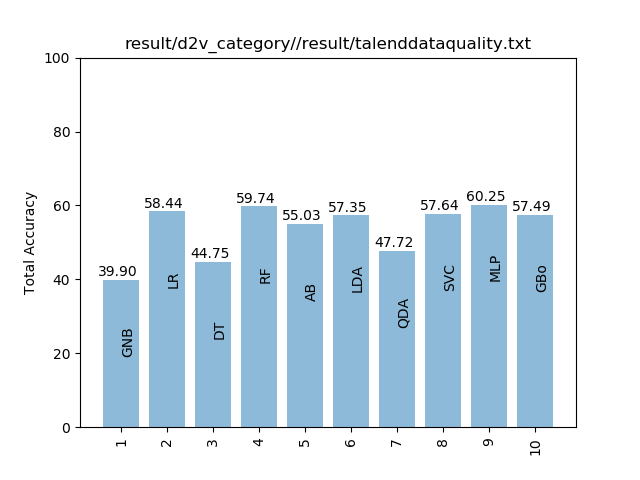 result/d2v_category//result/talenddataquality.txt
Total Accuracy
100
80
60
40
20
0
39.90
58.44
44.75
59.74
55.03
57.35
47.72
57.64
60.25
57.49
GNB
LR
DT
RF
AB
LDA
QDA
SVC
MLP
GBo
1
2
3
4
5
6
7
8
9
10